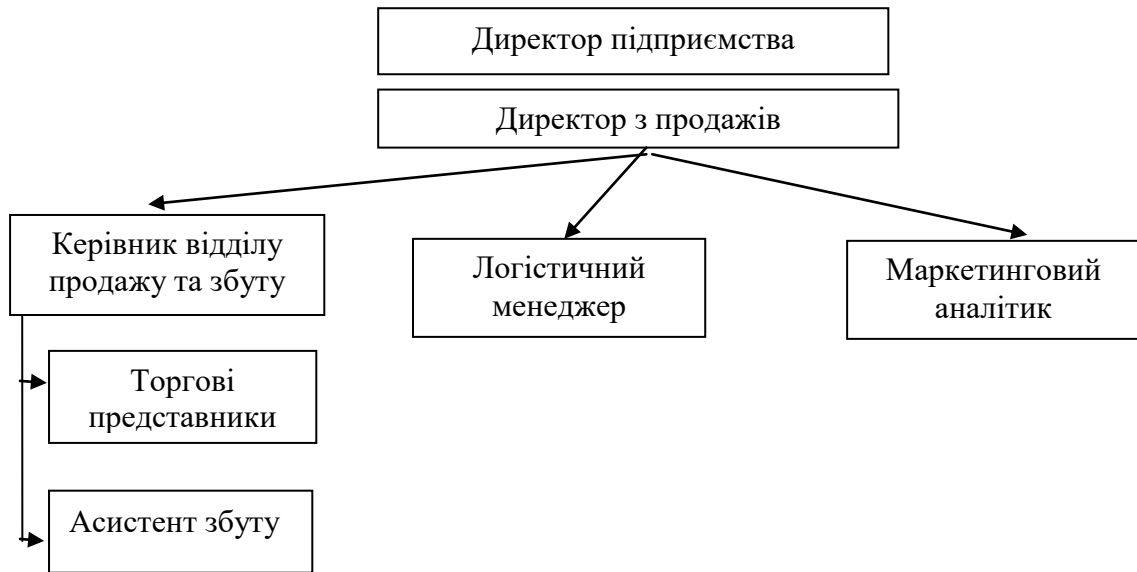 Директор підприємства
Директор з продажів
Керівник відділу
продажу та збуту
Логістичний
менеджер
Маркетинговий
аналітик
Торгові
представники
Асистент збуту